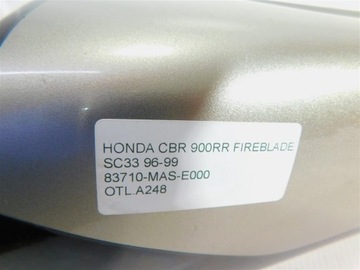 HONDA CBR 900RR FIREBLADE
SC33 96-99
83710-MAS-E000
OTL.A248